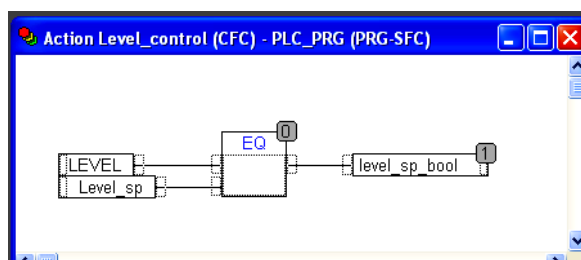 Action Level_control (CFC) - PLC_PRG (PRG-SFC)
0
EQ
1
LEVEL
level_sp_bool
Level_sp